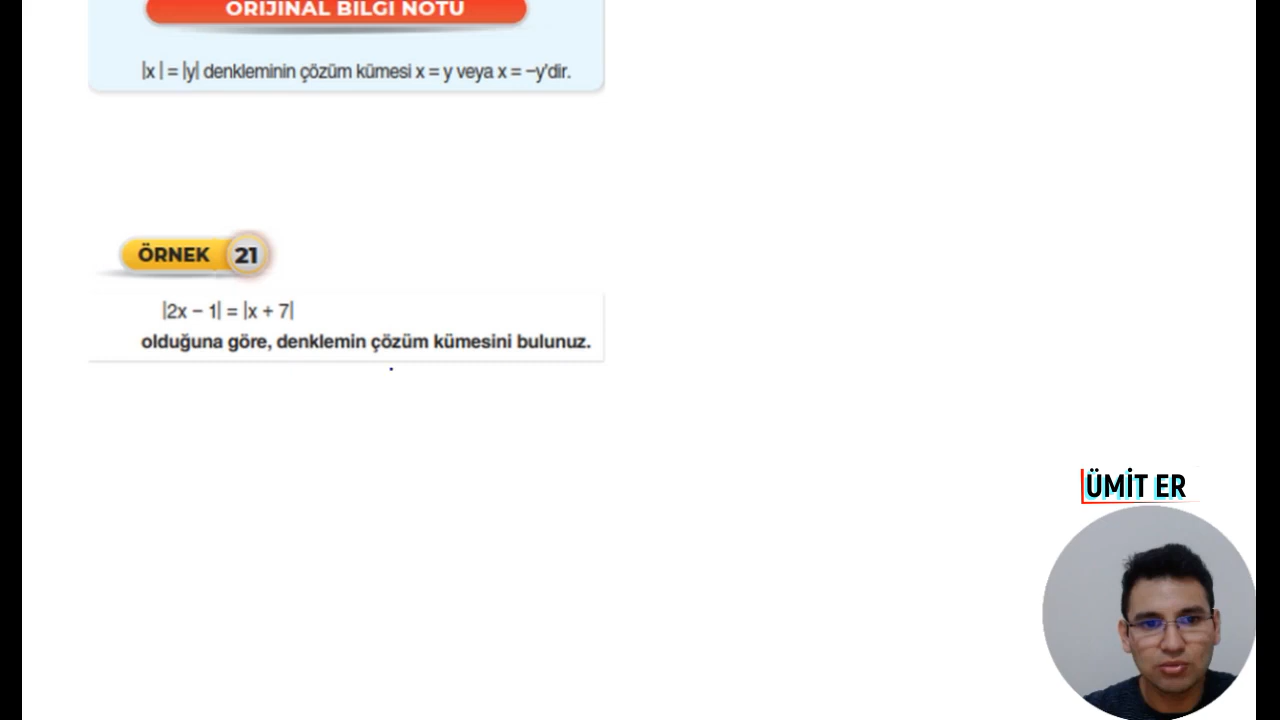 ORİJİNAL BİLGİ NOTU
|x | = |y| denkleminin çözüm kümesi x = y veya x = −y'dir.
ÖRNEK 21
|2x − 1| = |x + 7|
olduğuna göre, denklemin çözüm kümesini bulunuz.
ÜMİT ER